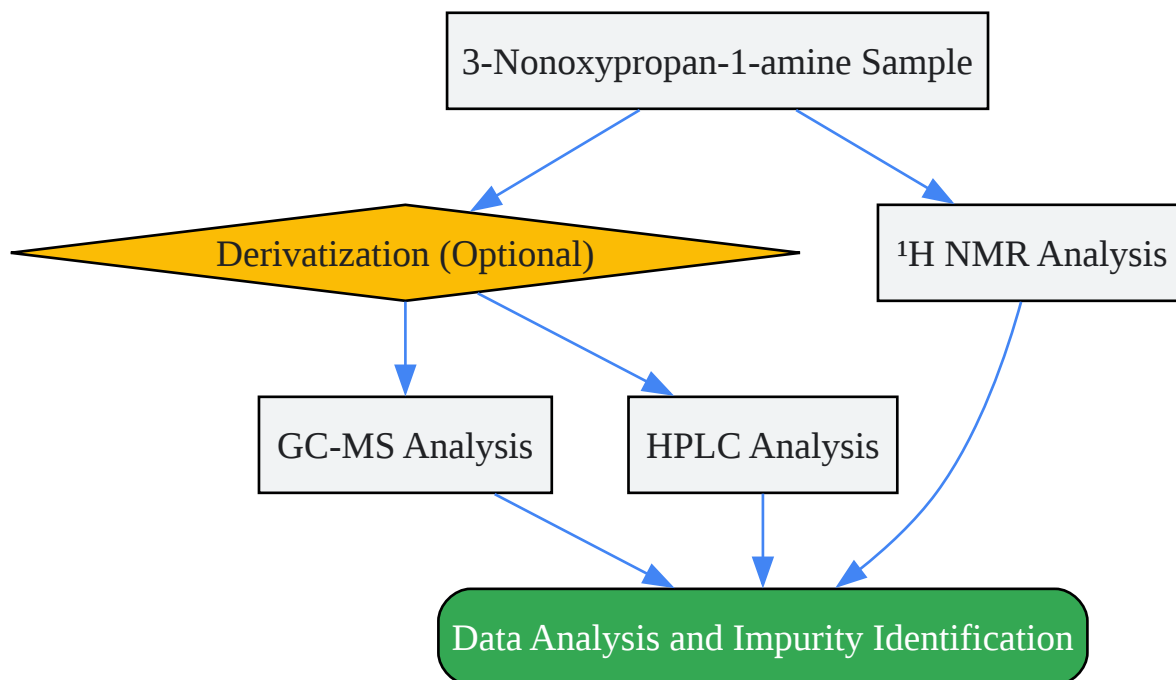 3-Nonoxypropan-1-amine Sample
Derivatization (Optional)
¹H NMR Analysis
GC-MS Analysis
HPLC Analysis
Data Analysis and Impurity Identification